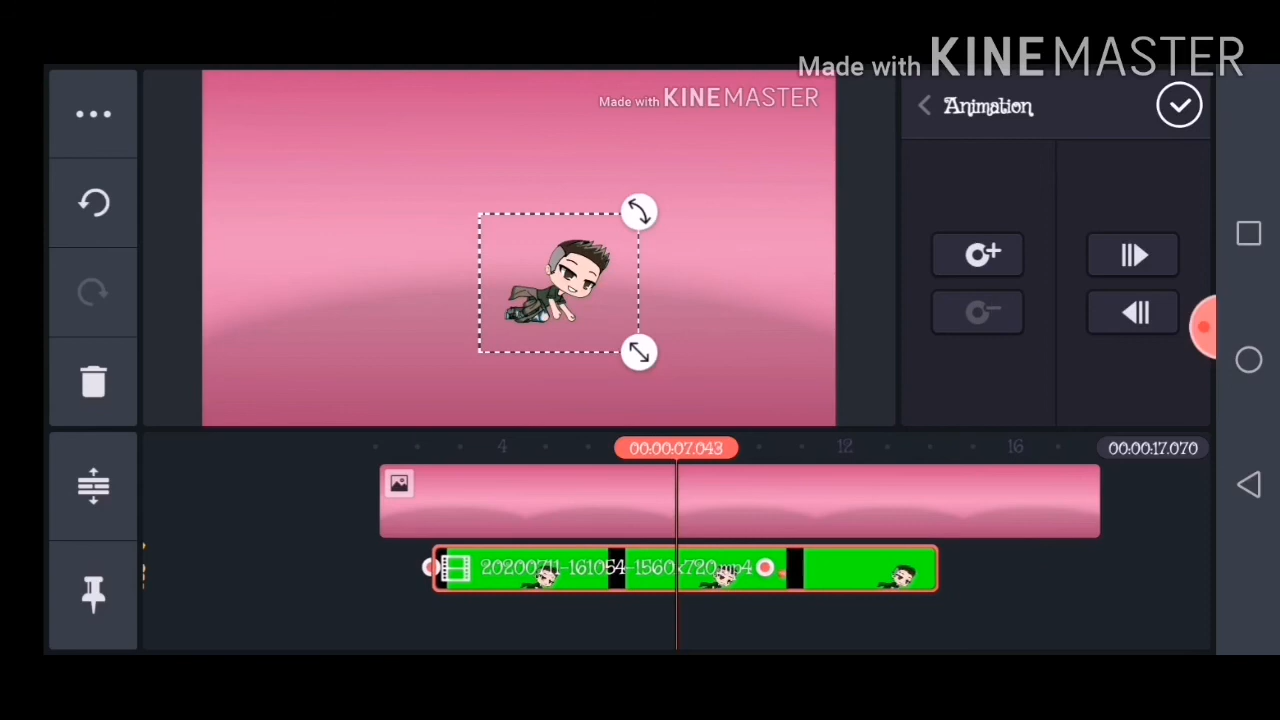 Made with KINEMASTER
Made with KINEMASTER
Animation
4
00:00:07.043
12
16
00:00:17.070
20200711-161054-1560x720.mp4